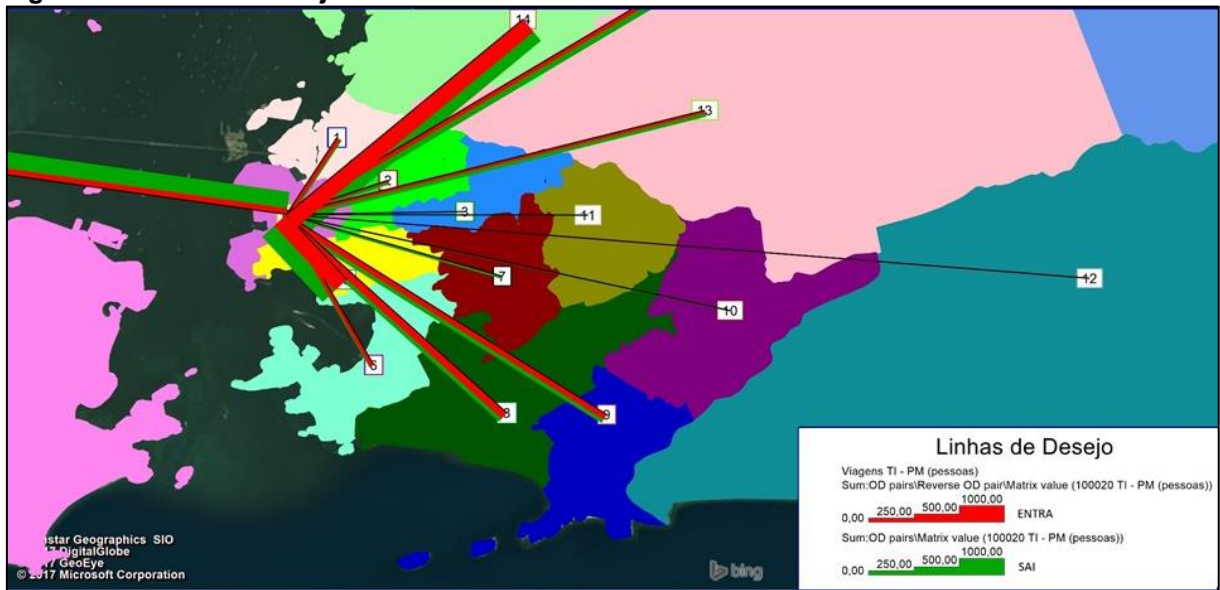 14
13
1
2
3
11
7
12
10
6
8
9
Linhas de Desejo
Viagens TI - PM (pessoas)
Sum:OD pairs\Reverse OD pair\Matrix value (100020 TI - PM (pessoas))
0,00 250,00 500,00 1000,00 ENTRA
Sum:OD pairs\Matrix value (100020 TI - PM (pessoas))
0,00 250,00 500,00 1000,00 SAI
Geographics SIO
DigitalGlobe
GeoEye
© 2017 Microsoft Corporation
bing